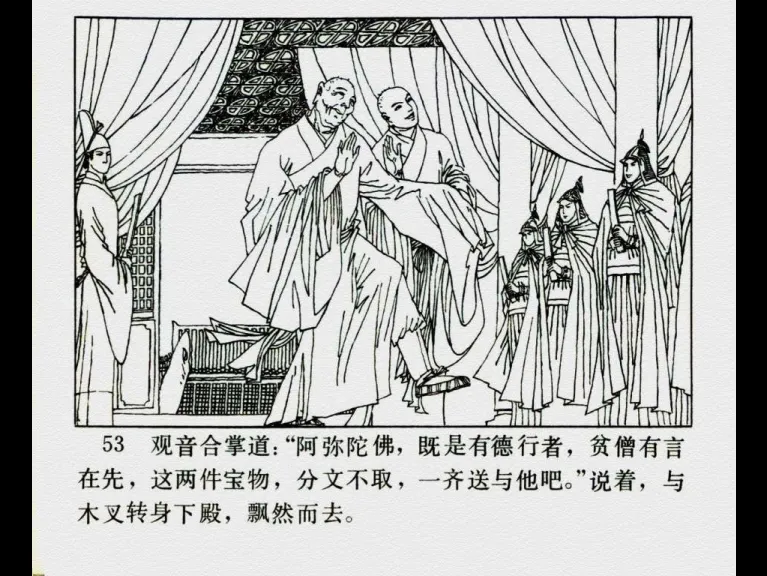 53 观音合掌道：“阿弥陀佛，既是有德行者，贫僧有言
在先，这两件宝物，分文不取，一齐送与他吧。”说着，与
木叉转身下殿，飘然而去。